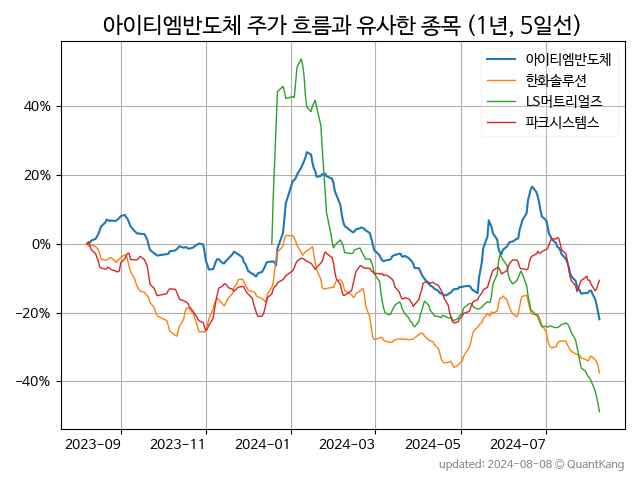 아이티엠반도체 주가 흐름과 유사한 종목 (1년, 5일선)
아이티엠반도체
한화솔루션
LS머트리얼즈
파크시스템스
40%
20%
0%
−20%
−40%
2023-09
2023-11
2024-01
2024-03
2024-05
2024-07
updated: 2024-08-08 © QuantKang